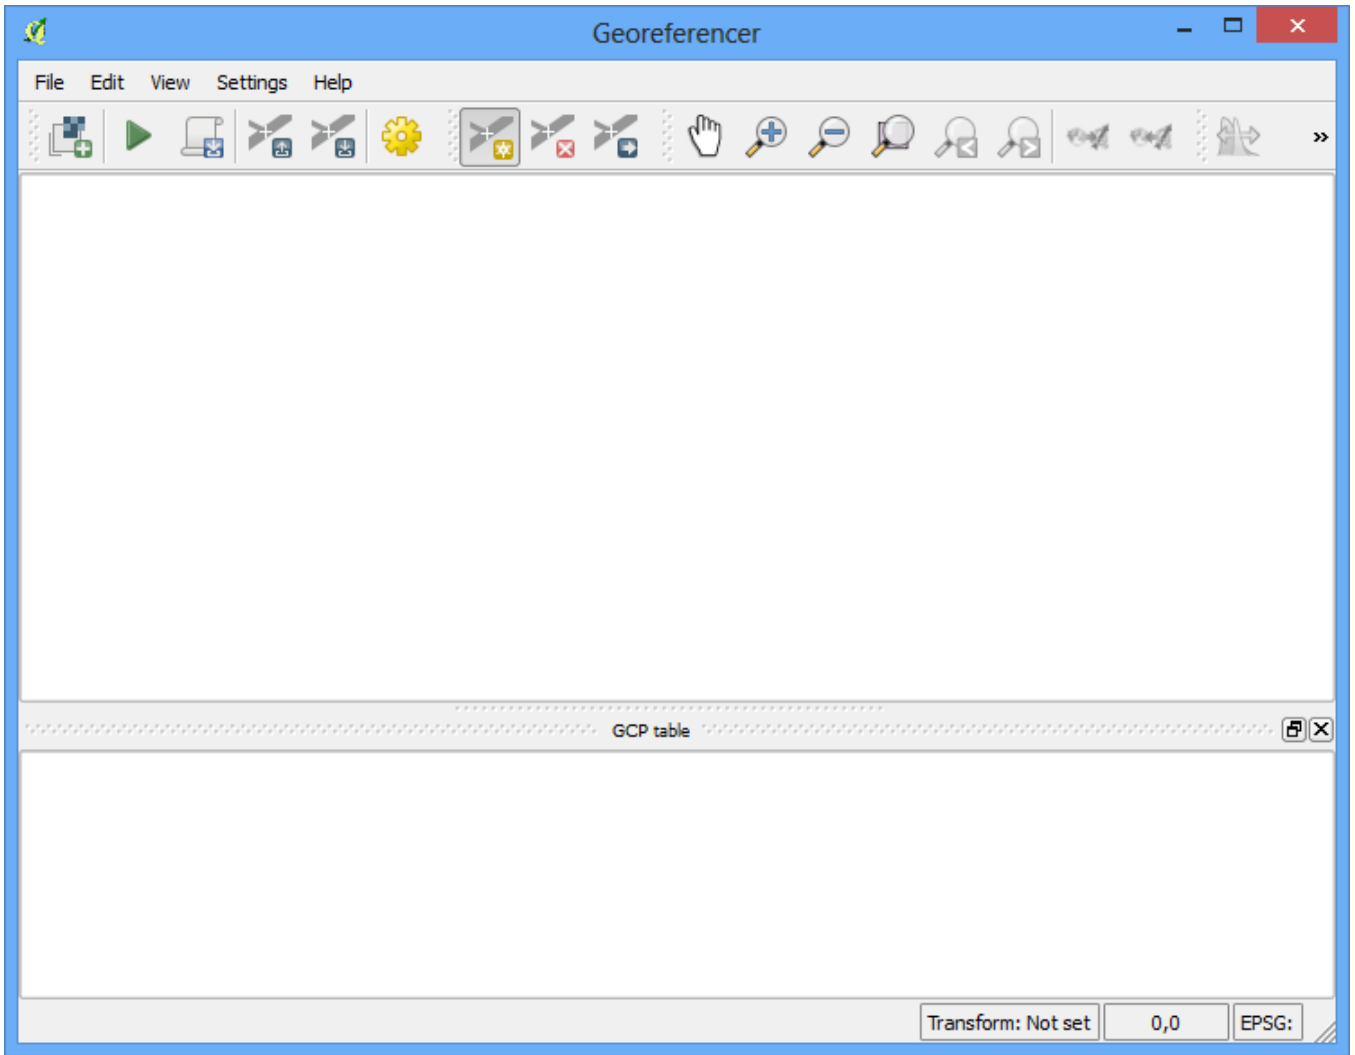 Georeferencer
File Edit View Settings Help
GCP table
Transform: Not set 0,0 EPSG: